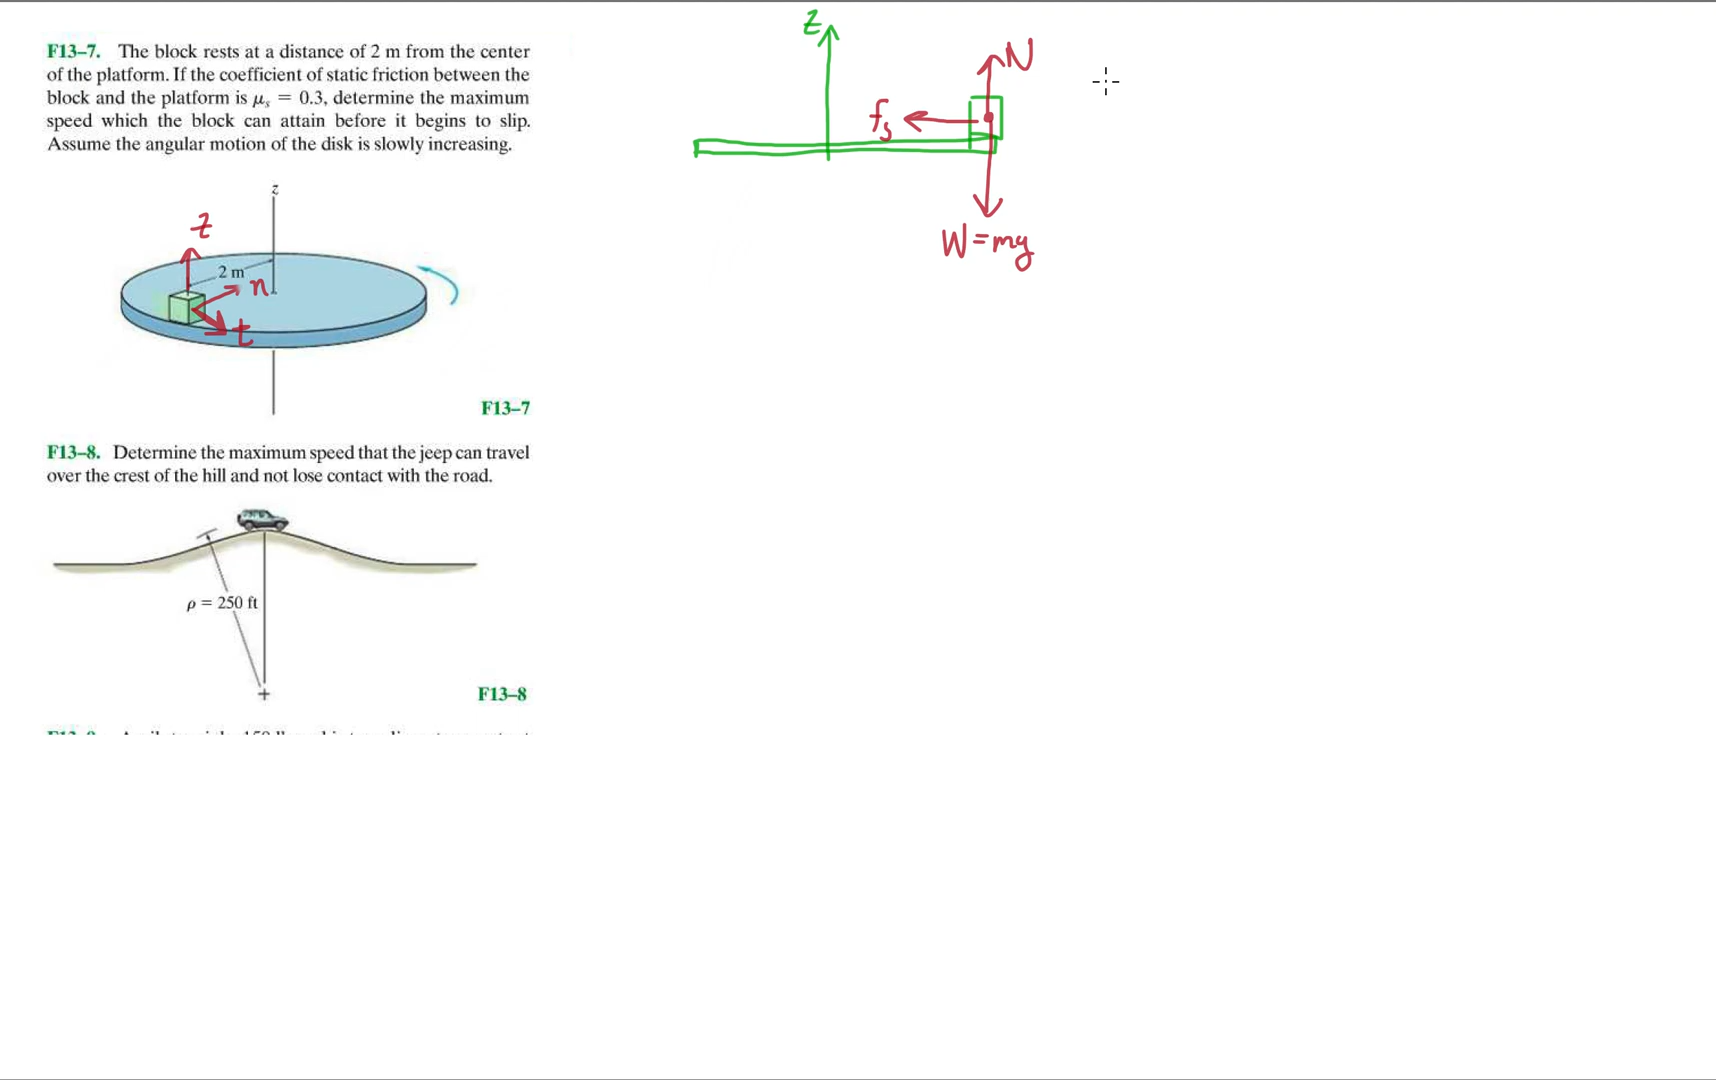 F13–7. The block rests at a distance of 2 m from the center
of the platform. If the coefficient of static friction between the
block and the platform is μs = 0.3, determine the maximum
speed which the block can attain before it begins to slip.
Assume the angular motion of the disk is slowly increasing.
z
z
2 m
n
t
F13–7
F13–8. Determine the maximum speed that the jeep can travel
over the crest of the hill and not lose contact with the road.
ρ = 250 ft
F13–8
z
N
fs
W=mg